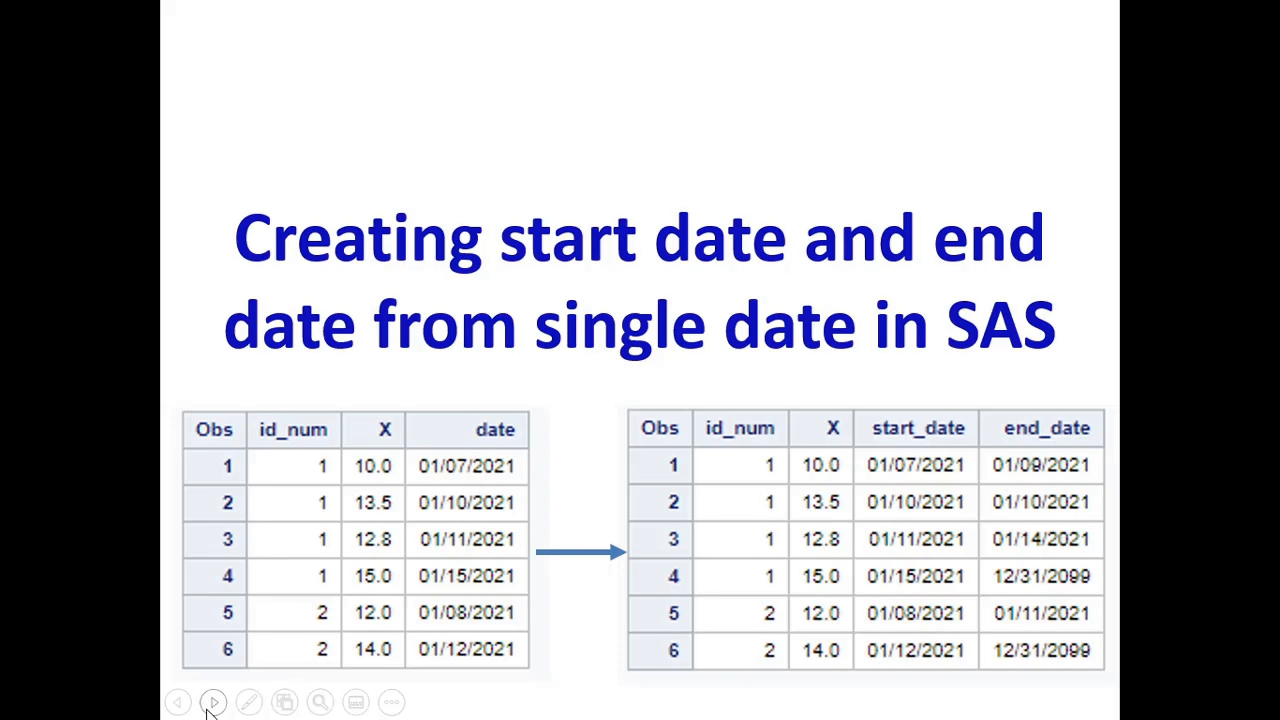 Creating start date and end
date from single date in SAS
Obs id_num X date
1 1 10.0 01/07/2021
2 1 13.5 01/10/2021
3 1 12.8 01/11/2021
4 1 15.0 01/15/2021
5 2 12.0 01/08/2021
6 2 14.0 01/12/2021
Obs id_num X start_date end_date
1 1 10.0 01/07/2021 01/09/2021
2 1 13.5 01/10/2021 01/10/2021
3 1 12.8 01/11/2021 01/14/2021
4 1 15.0 01/15/2021 12/31/2099
5 2 12.0 01/08/2021 01/11/2021
6 2 14.0 01/12/2021 12/31/2099